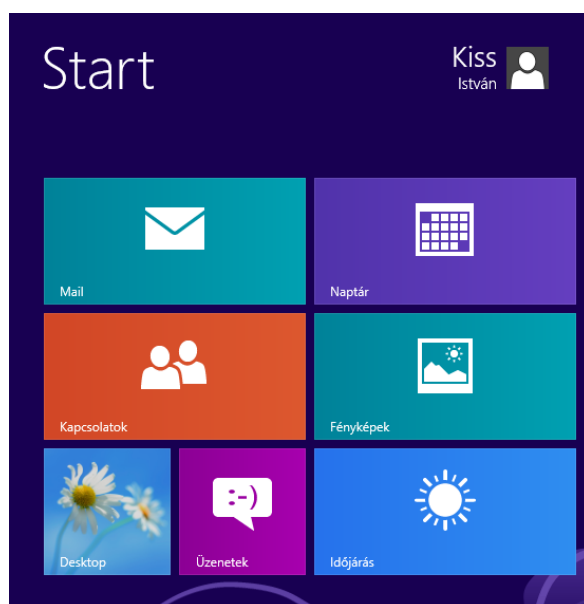 Start
Kiss
István
Mail
Naptár
Kapcsolatok
Fényképek
:-)
Desktop
Üzenetek
Időjárás